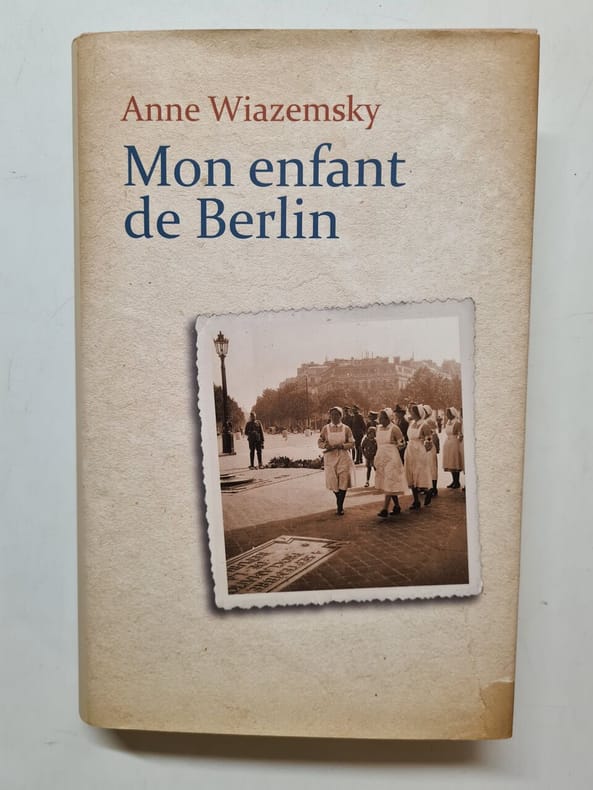 Anne Wiazemsky
Mon enfant
de Berlin